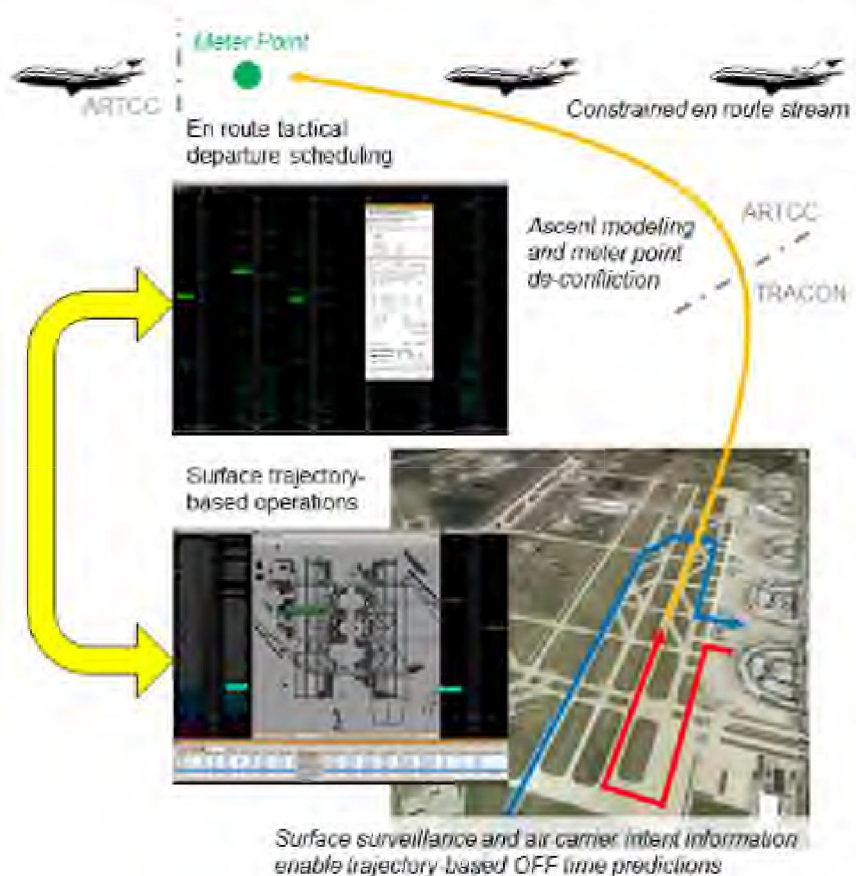 Meter Point
ARTCC
Constrained en route stream
En route tactical
departure scheduling
Ascent modeling
and meter point
de-confliction
ARTCC
TRACON
Surface trajectory-
based operations
Surface surveillance and air carrier intent information
enable trajectory-based OFF time predictions